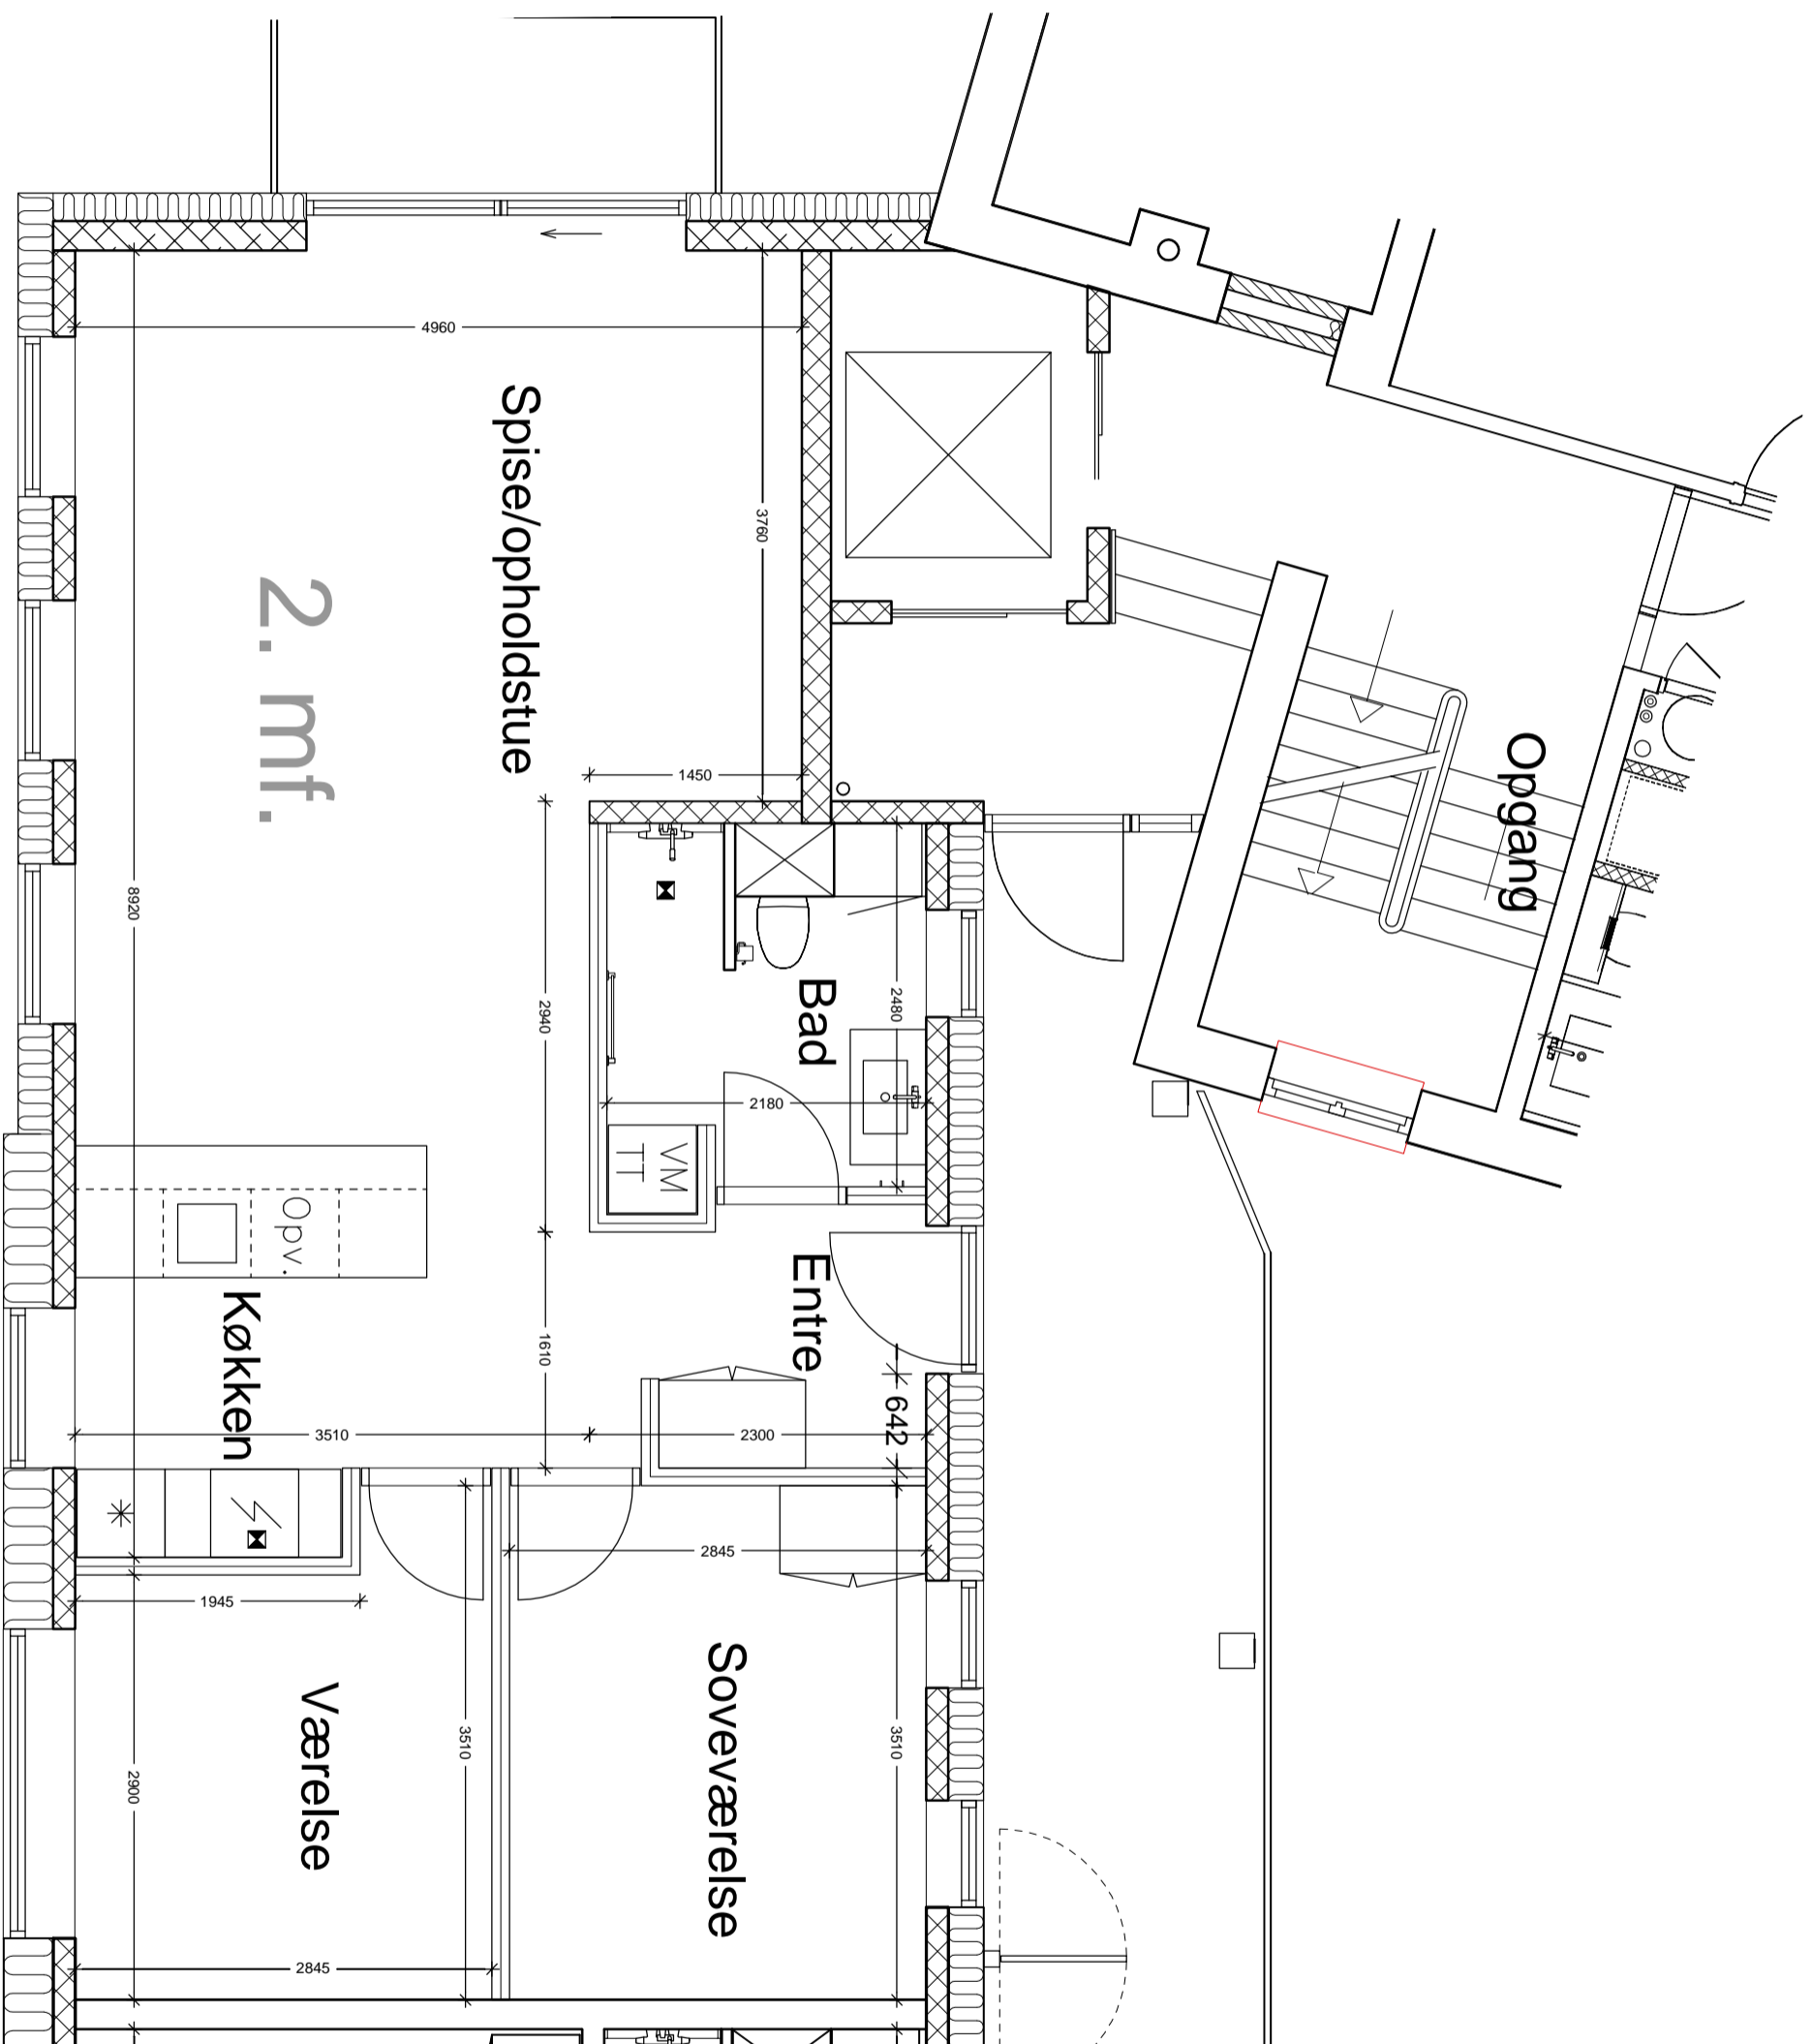 4960
Spise/opholdstue
3760
2. mf.
1450
Opgang
8920
2940
Bad
2480
2180
VM
TT
Opv.
Køkken
Entre
1610
642
3510
2300
2845
1945
Værelse
3510
Soveværelse
3510
2900
2845